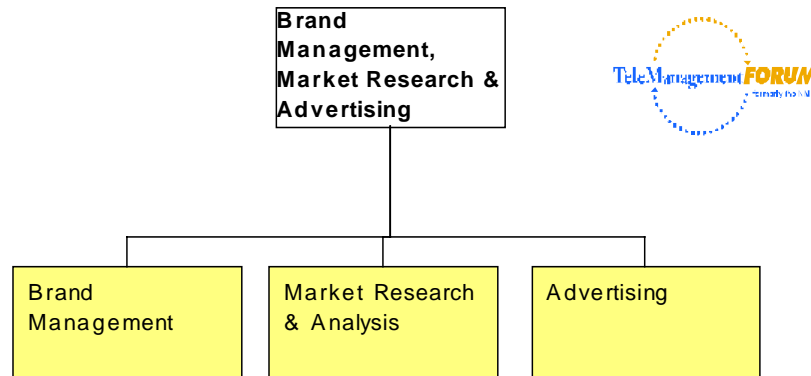 Brand
Management,
Market Research &
Advertising
TeleManagement FORUM
Brand
Management
Market Research
& Analysis
Advertising